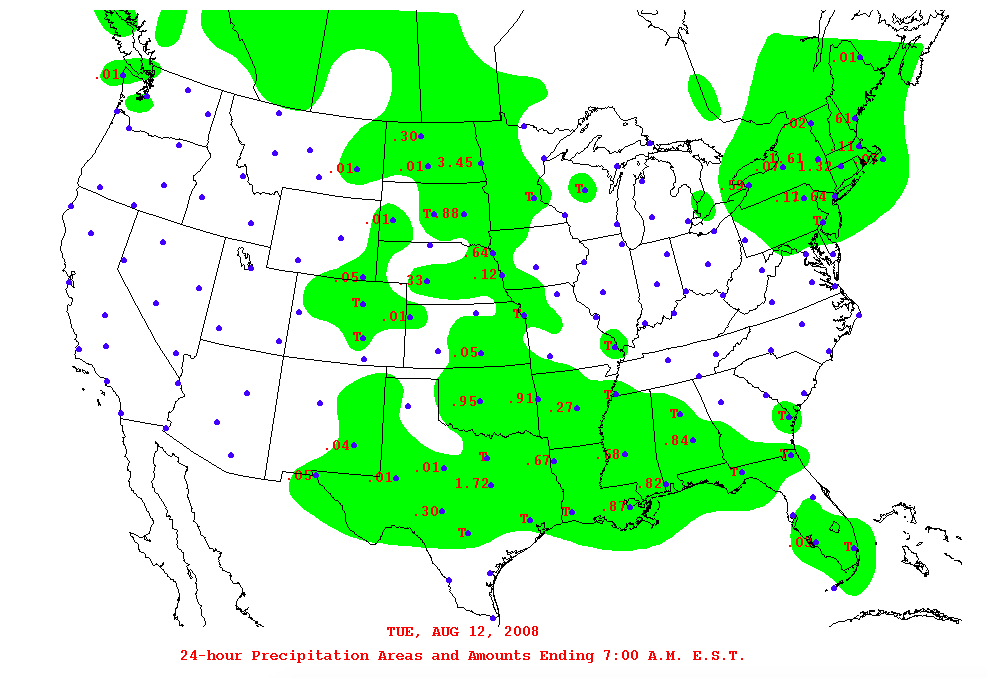 .01
.01
.02
.61
.30
.11
.01
.01
3.45
1.61
.07
1.32
.07
.59
T
T
.11
.64
.01
T
.88
T
.64
.05
.33
.12
T
.01
T
T
T
.05
T
.95
.91
.27
T
T
.04
.84
.05
.01
.01
T
.67
.58
T
T
1.72
.82
.30
T
T
.87
T
T
TUE, AUG 12, 2008
24-hour Precipitation Areas and Amounts Ending 7:00 A.M. E.S.T.